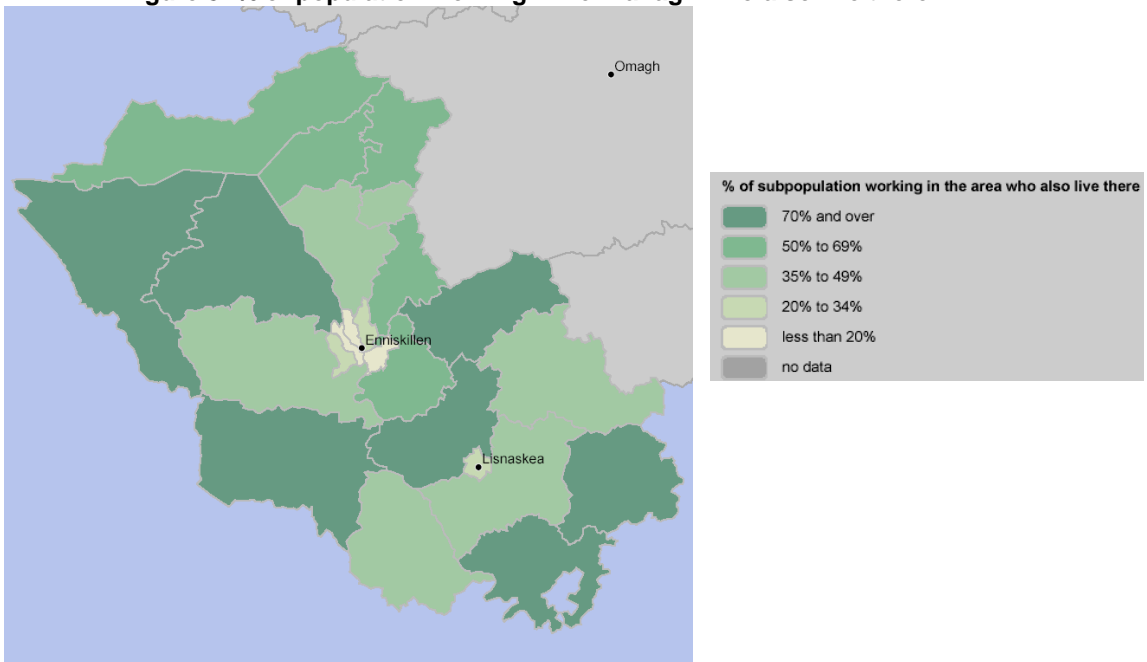 Omagh
Enniskillen
Lisnaskea
% of subpopulation working in the area who also live there
70% and over
50% to 69%
35% to 49%
20% to 34%
less than 20%
no data